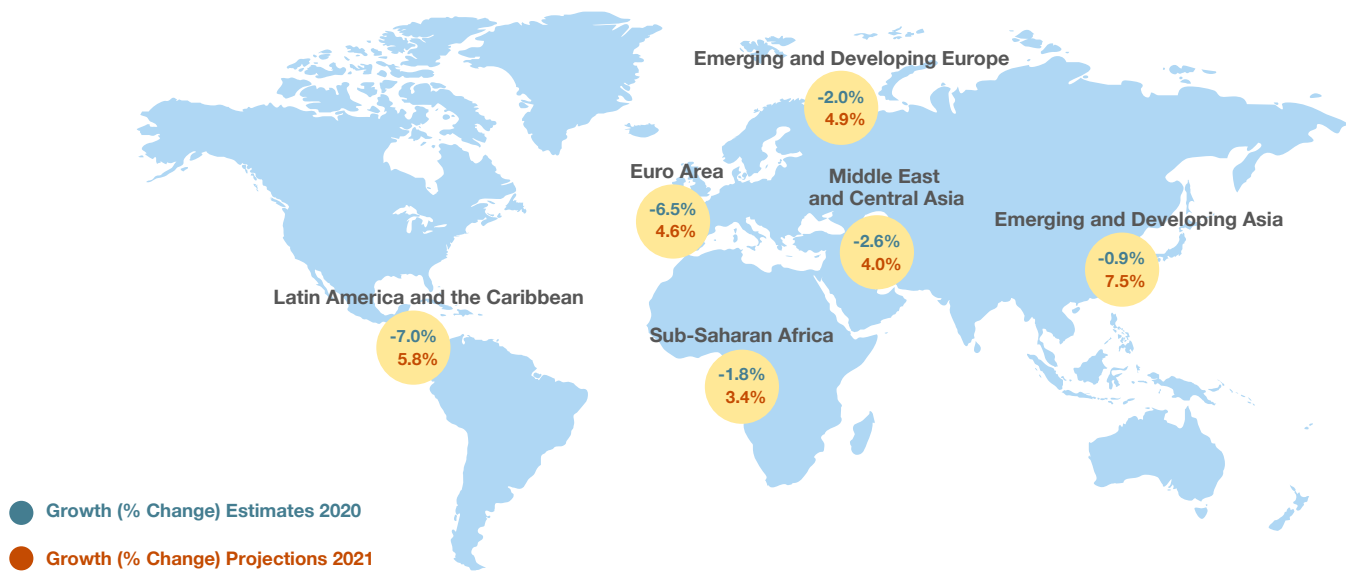 Emerging and Developing Europe
-2.0%
4.9%
Euro Area
-6.5%
4.6%
Middle East
and Central Asia
-2.6%
4.0%
Emerging and Developing Asia
-0.9%
7.5%
Latin America and the Caribbean
-7.0%
5.8%
Sub-Saharan Africa
-1.8%
3.4%
Growth (% Change) Estimates 2020
Growth (% Change) Projections 2021